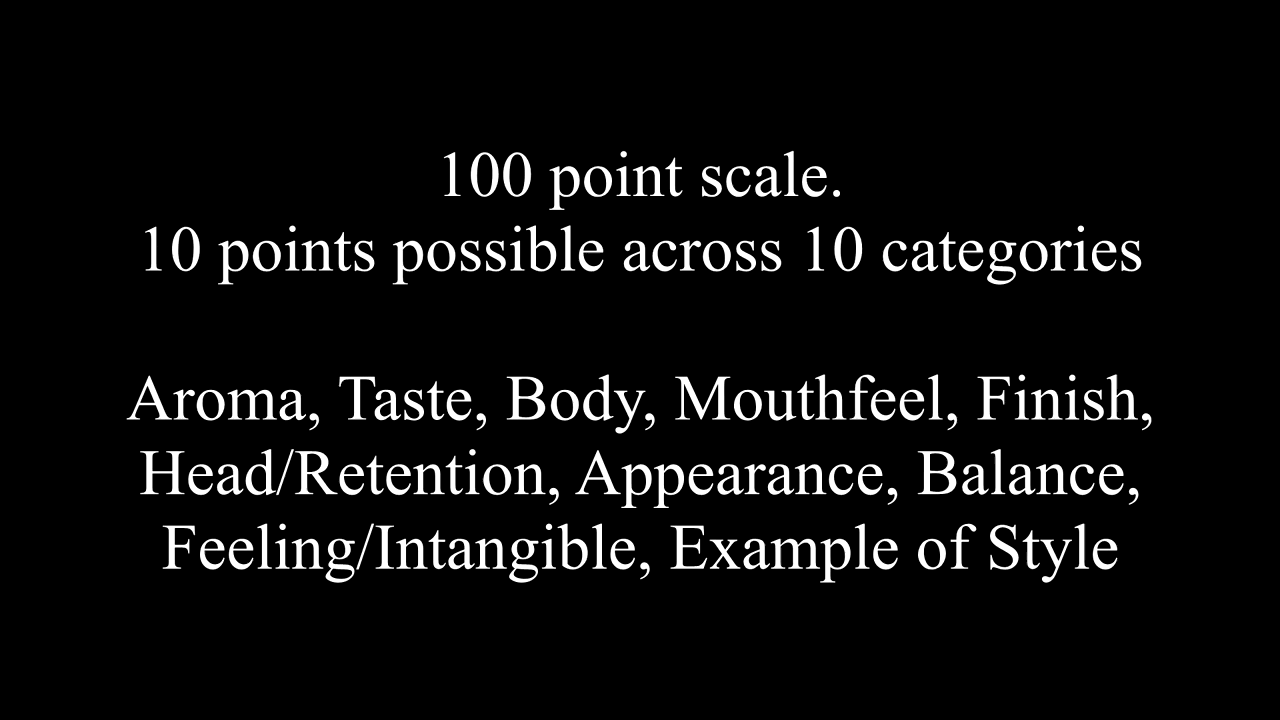 100 point scale.
10 points possible across 10 categories
Aroma, Taste, Body, Mouthfeel, Finish,
Head/Retention, Appearance, Balance,
Feeling/Intangible, Example of Style